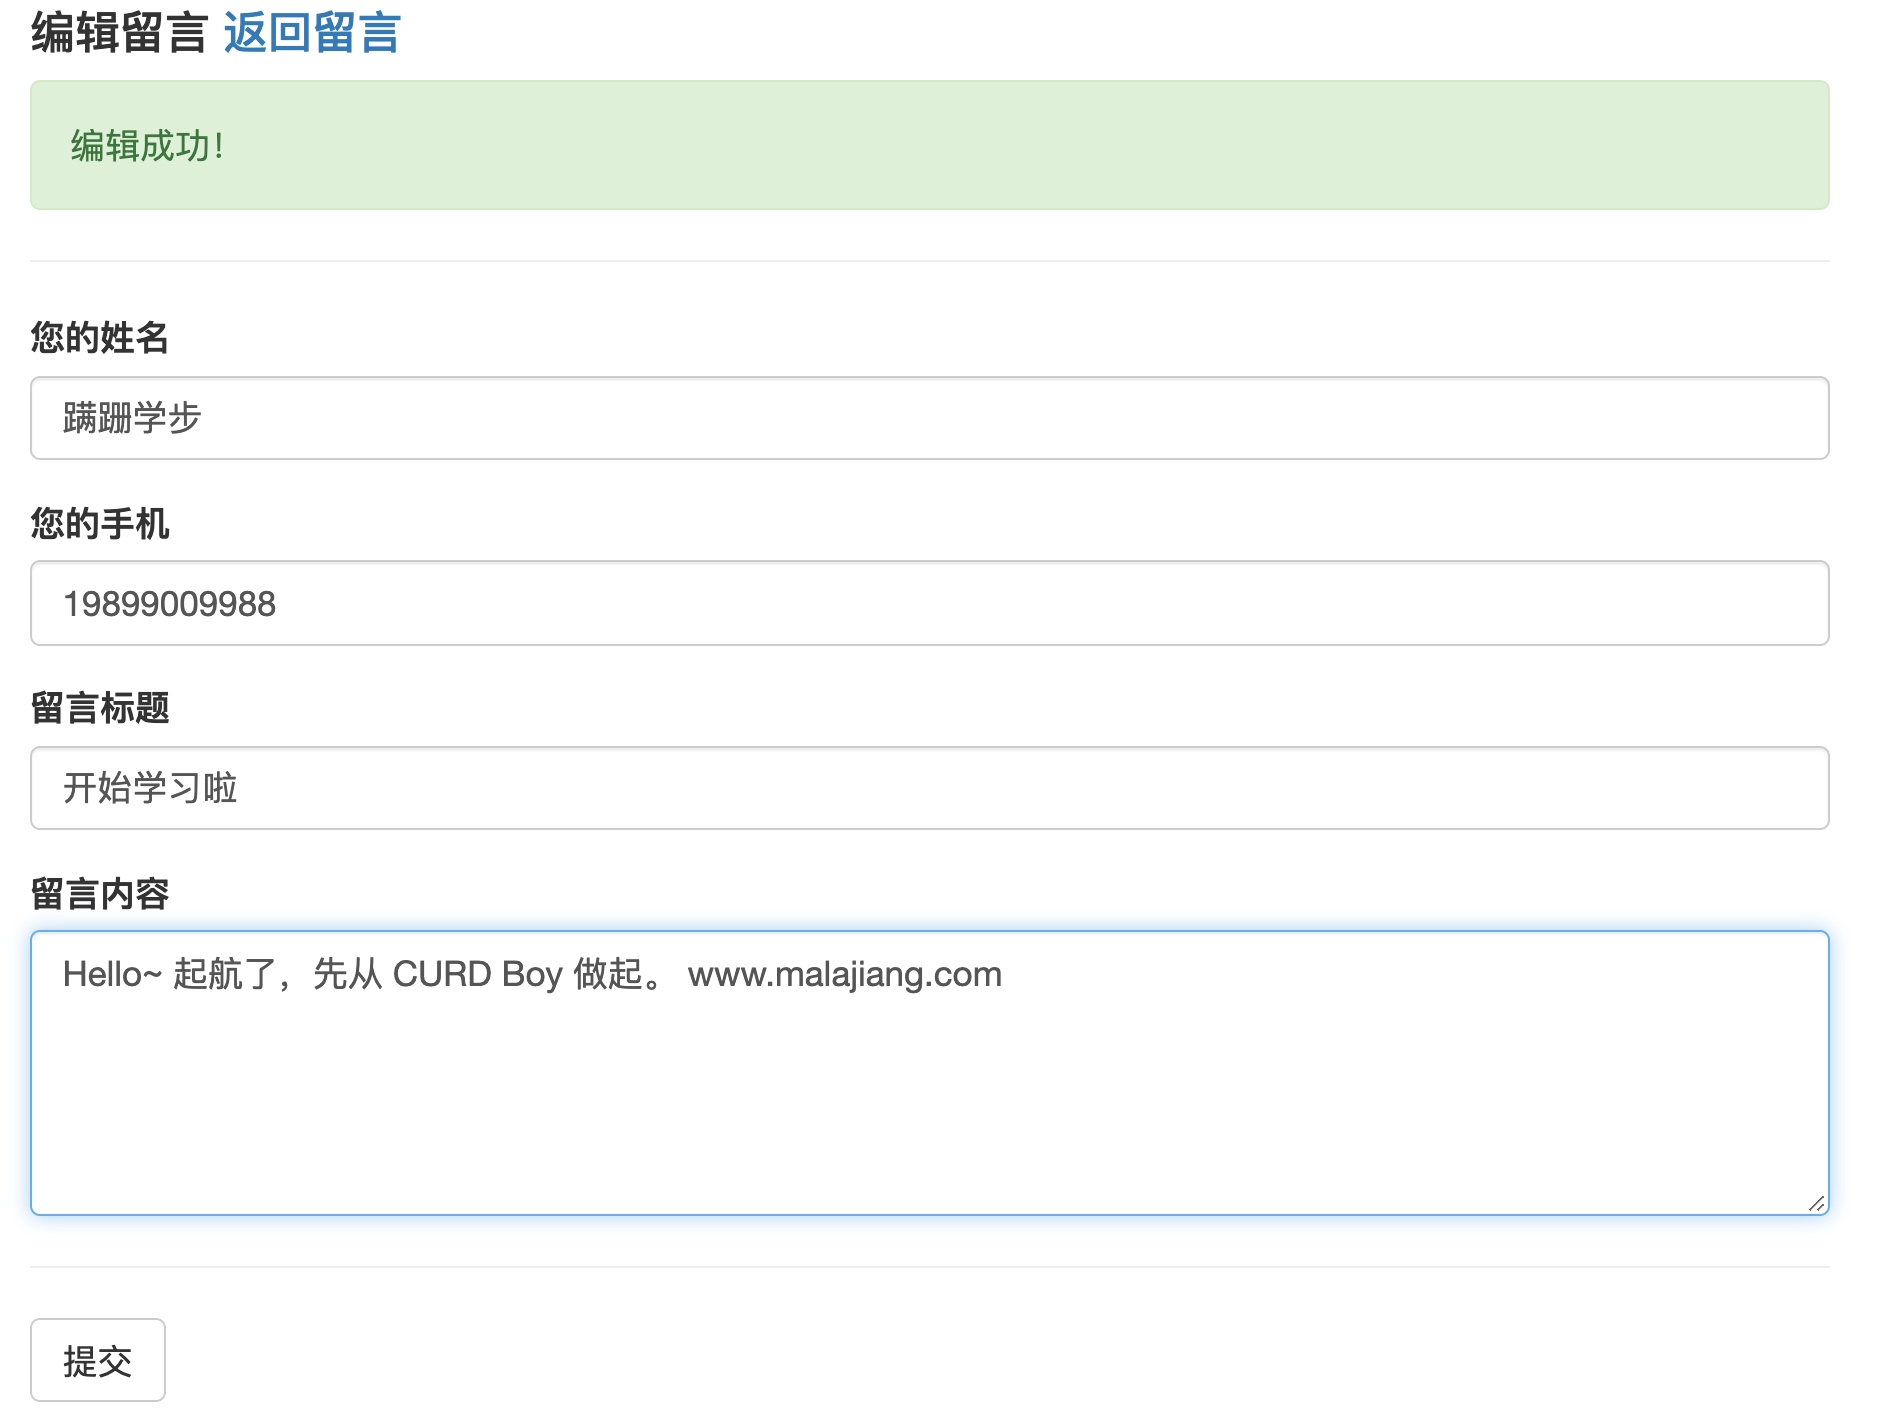 编辑留言 返回留言
编辑成功！
您的姓名
蹒跚学步
您的手机
19899009988
留言标题
开始学习啦
留言内容
Hello~ 起航了，先从 CURD Boy 做起。 www.malajiang.com
提交